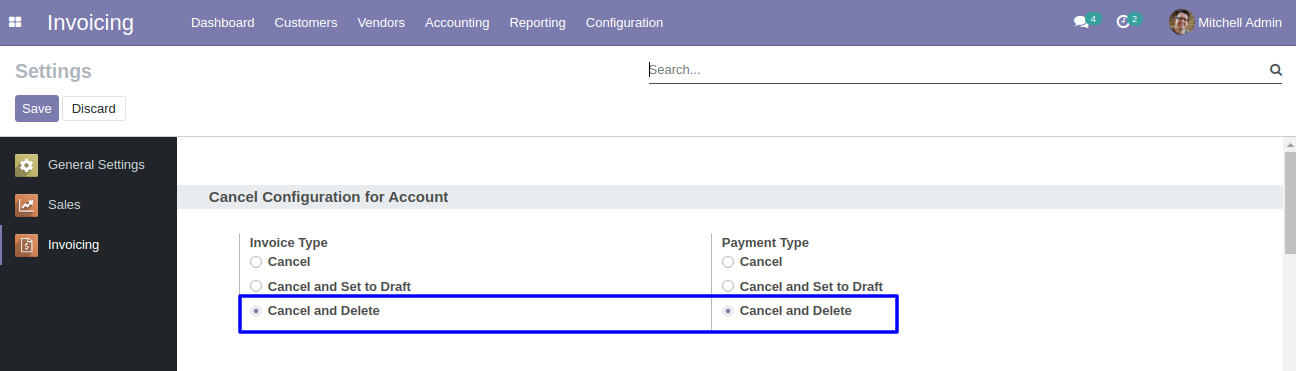 Invoicing Dashboard Customers Vendors Accounting Reporting Configuration 4 2 Mitchell Admin
Settings Search...
Save Discard
General Settings
Sales
Invoicing
Cancel Configuration for Account
Invoice Type Payment Type
Cancel Cancel
Cancel and Set to Draft Cancel and Set to Draft
Cancel and Delete Cancel and Delete